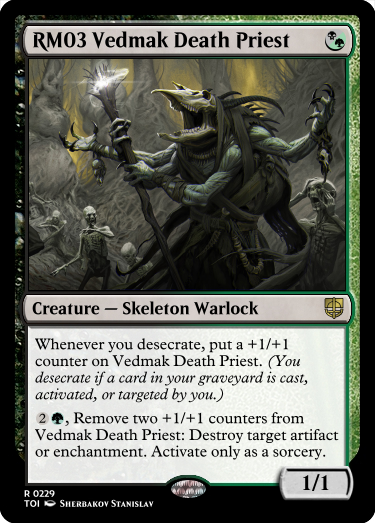 RM03 Vedmak Death Priest
Creature — Skeleton Warlock
Whenever you desecrate, put a +1/+1
counter on Vedmak Death Priest. (You
desecrate if a card in your graveyard is cast,
activated, or targeted by you.)
2 , Remove two +1/+1 counters from
Vedmak Death Priest: Destroy target artifact
or enchantment. Activate only as a sorcery.
1/1
R 0229
TOI Sherbakov Stanislav